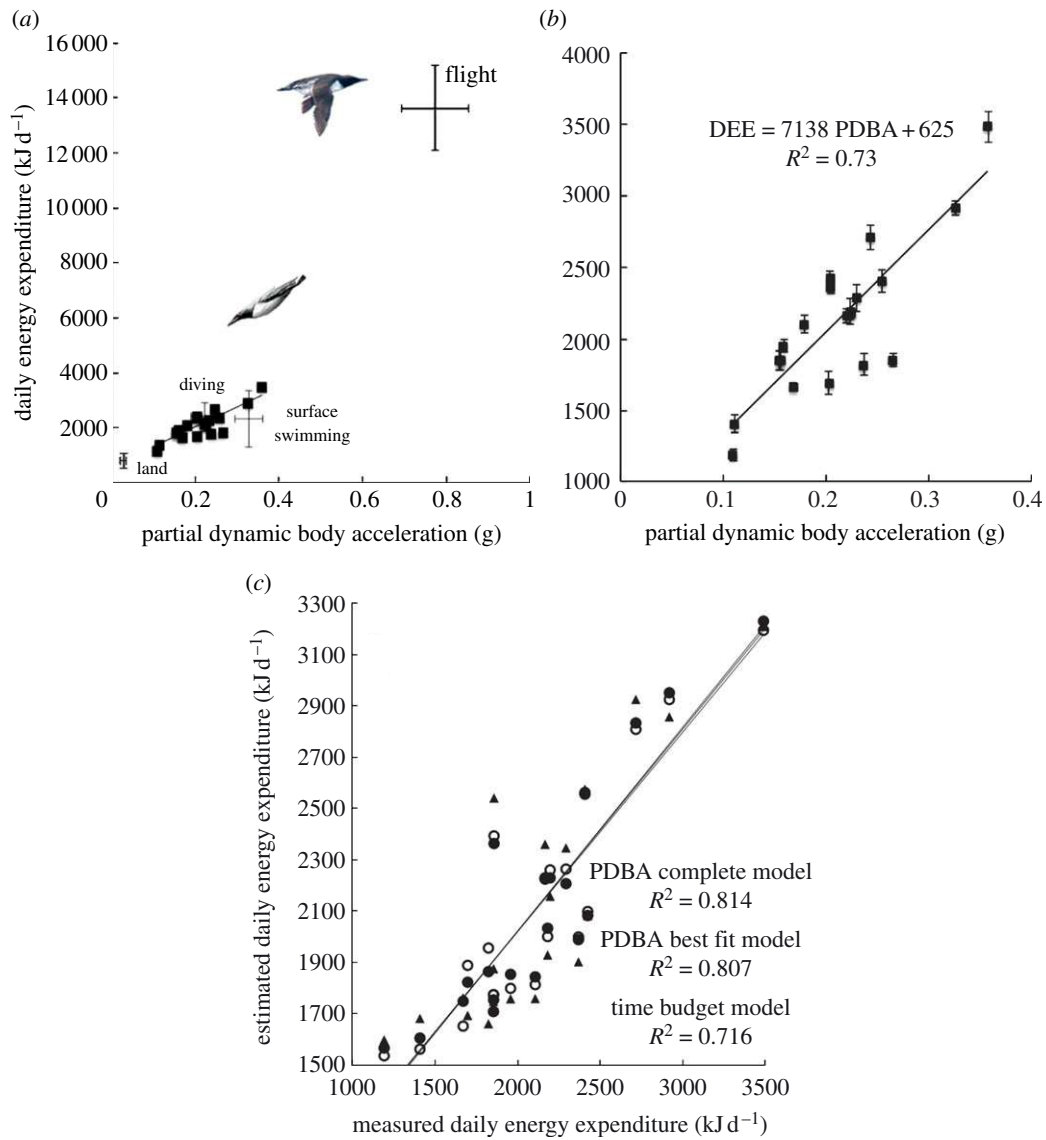 (a)
16 000
14 000
12 000
10 000
8000
6000
4000
2000
0
0.2
0.4
0.6
0.8
1
daily energy expenditure (kJ d⁻¹)
partial dynamic body acceleration (g)
flight
diving
surface
swimming
land
(b)
4000
3500
3000
2500
2000
1500
1000
0
0.1
0.2
0.3
0.4
DEE = 7138 PDBA + 625
R² = 0.73
partial dynamic body acceleration (g)
(c)
3300
3100
2900
2700
2500
2300
2100
1900
1700
1500
1000
1500
2000
2500
3000
3500
estimated daily energy expenditure (kJ d⁻¹)
PDBA complete model
R² = 0.814
PDBA best fit model
R² = 0.807
time budget model
R² = 0.716
measured daily energy expenditure (kJ d⁻¹)